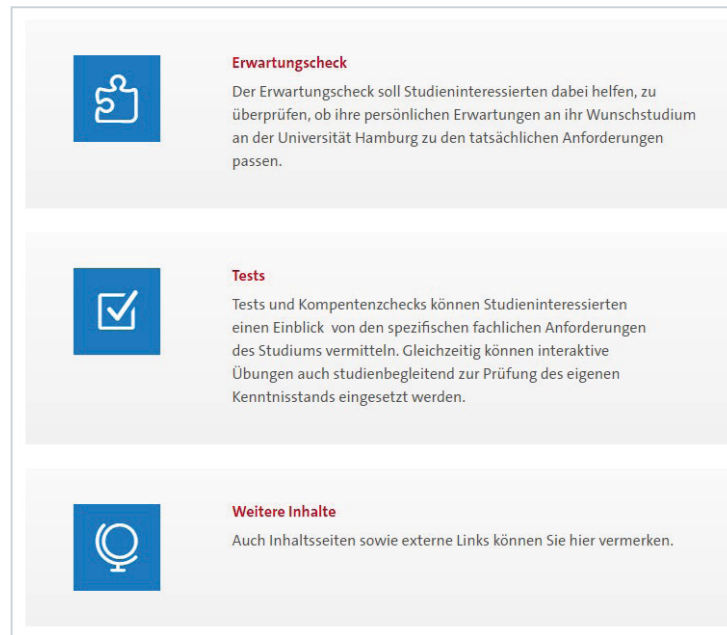 Erwartungscheck
Der Erwartungscheck soll Studieninteressierten dabei helfen, zu
überprüfen, ob ihre persönlichen Erwartungen an ihr Wunschstudium
an der Universität Hamburg zu den tatsächlichen Anforderungen
passen.
Tests
Tests und Kompetenzchecks können Studieninteressierten
einen Einblick von den spezifischen fachlichen Anforderungen
des Studiums vermitteln. Gleichzeitig können interaktive
Übungen auch studienbegleitend zur Prüfung des eigenen
Kenntnisstands eingesetzt werden.
Weitere Inhalte
Auch Inhaltsseiten sowie externe Links können Sie hier vermerken.